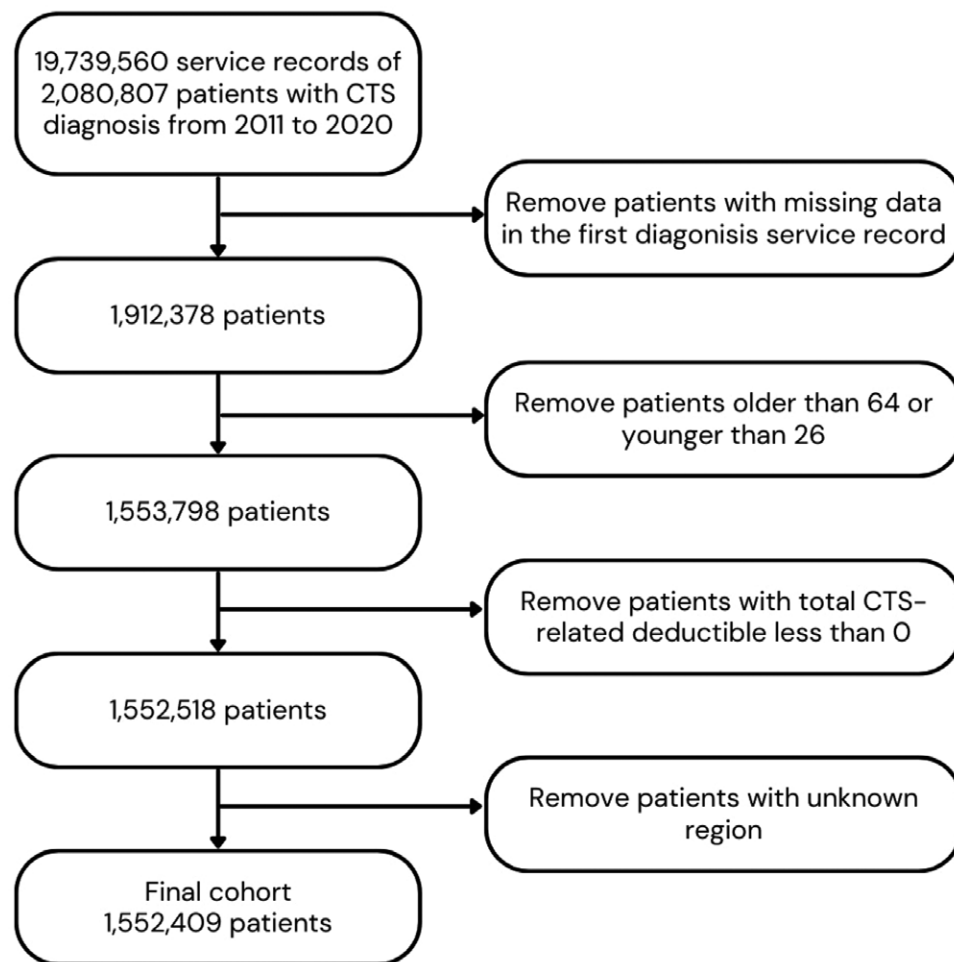 19,739,560 service records of
2,080,807 patients with CTS
diagnosis from 2011 to 2020
Remove patients with missing data
in the first diagonisis service record
1,912,378 patients
Remove patients older than 64 or
younger than 26
1,553,798 patients
Remove patients with total CTS-
related deductible less than 0
1,552,518 patients
Remove patients with unknown
region
Final cohort
1,552,409 patients